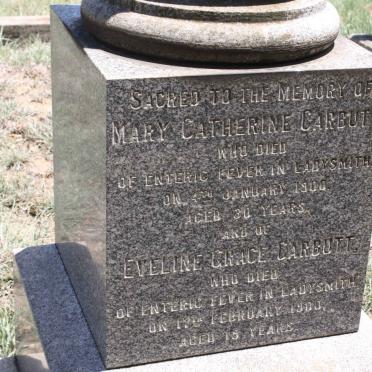 SACRED TO THE MEMORY OF
MARY CATHERINE CARBUTT
WHO DIED
OF ENTERIC FEVER IN LADYSMITH
ON 4TH JANUARY 1900,
AGED 30 YEARS.
AND OF
EVELINE GRACE CARBUTT.
WHO DIED
OF ENTERIC FEVER IN LADYSMITH
ON 17TH FEBRUARY 1900,
AGED 15 YEARS.